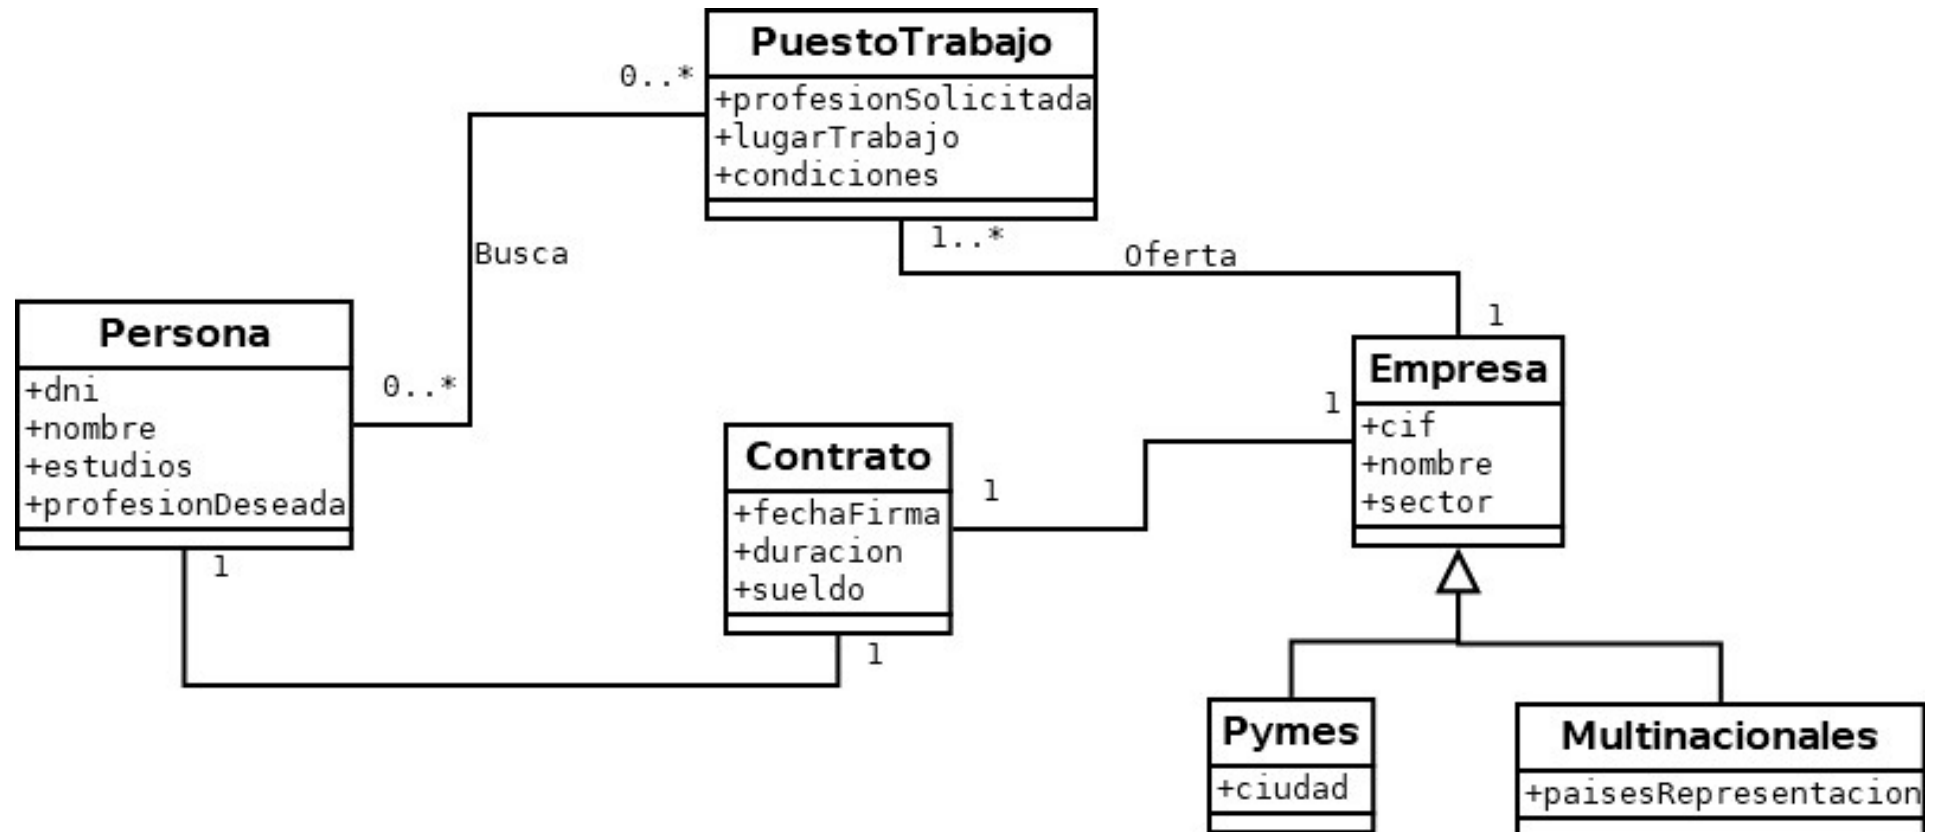 PuestoTrabajo
0..*
+profesionSolicitada
+lugarTrabajo
+condiciones
1..*
Busca
Oferta
1
Persona
+dni
+nombre
+estudios
+profesionDeseada
0..*
1
Empresa
+cif
+nombre
+sector
1
Contrato
+fechaFirma
+duracion
+sueldo
1
1
Pymes
+ciudad
Multinacionales
+paisesRepresentacion